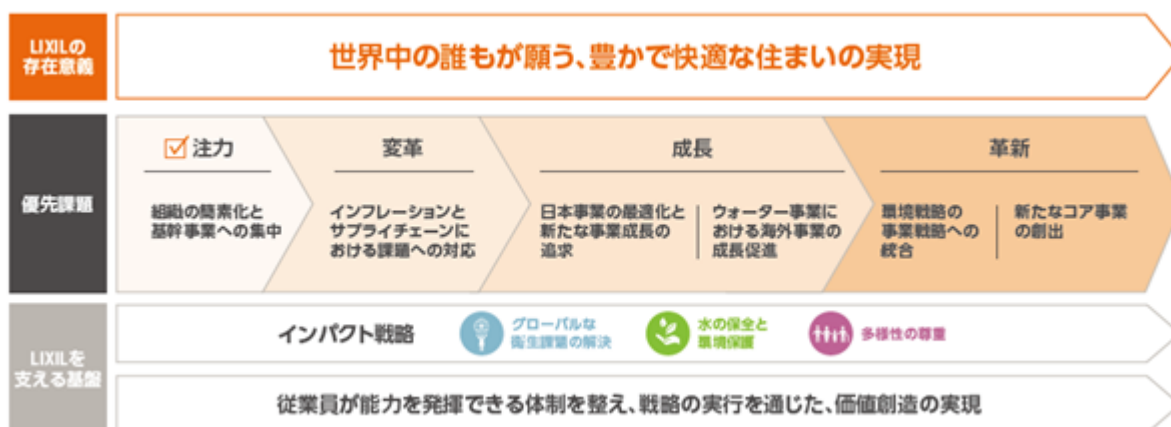 LIXILの
存在意義
世界中の誰もが願う、豊かで快適な住まいの実現
優先課題
注力
組織の簡素化と
基幹事業への集中
変革
インフレーションと
サプライチェーンに
おける課題への対応
成長
日本事業の最適化と
新たな事業成長の
追求
ウォーター事業に
おける海外事業の
成長促進
革新
環境戦略の
事業戦略への
統合
新たなコア事業
の創出
LIXILを
支える基盤
インパクト戦略
グローバルな
衛生課題の解決
水の保全と
環境保護
多様性の尊重
従業員が能力を発揮できる体制を整え、戦略の実行を通じた、価値創造の実現